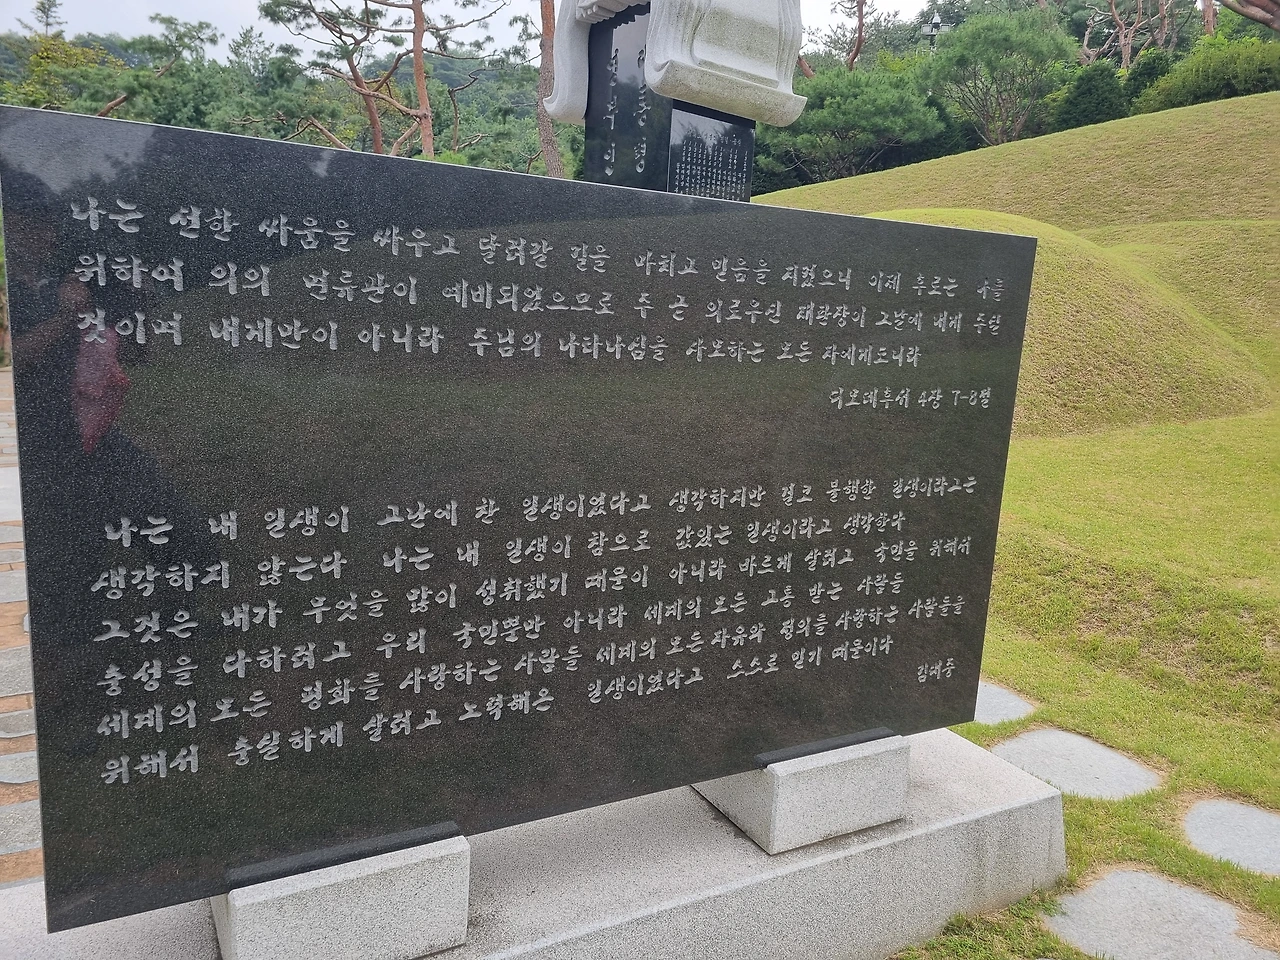 나는 선한 싸움을 싸우고 달려갈 길을 마치고 믿음을 지켰으니 이제 후로는 나를
위하여 의의 면류관이 예비되었으므로 주 곧 의로우신 재판장이 그날에 내게 주실
것이며 내게만이 아니라 주님의 나타나심을 사모하는 모든 자에게도니라
디모데후서 4장 7-8절
나는 내 일생이 고난에 찬 일생이었다고 생각하지만 결코 불행한 일생이라고는
생각하지 않는다 나는 내 일생이 참으로 값있는 일생이라고 생각한다
그것은 내가 무엇을 많이 성취했기 때문이 아니라 바르게 살려고 국민을 위해서
충성을 다하려고 우리 국민뿐만 아니라 세계의 모든 고통 받는 사람들
세계의 모든 평화를 사랑하는 사람들 세계의 모든 자유와 정의를 사랑하는 사람들을
위해서 충실하게 살려고 노력해온 일생이었다고 스스로 믿기 때문이다
김대중